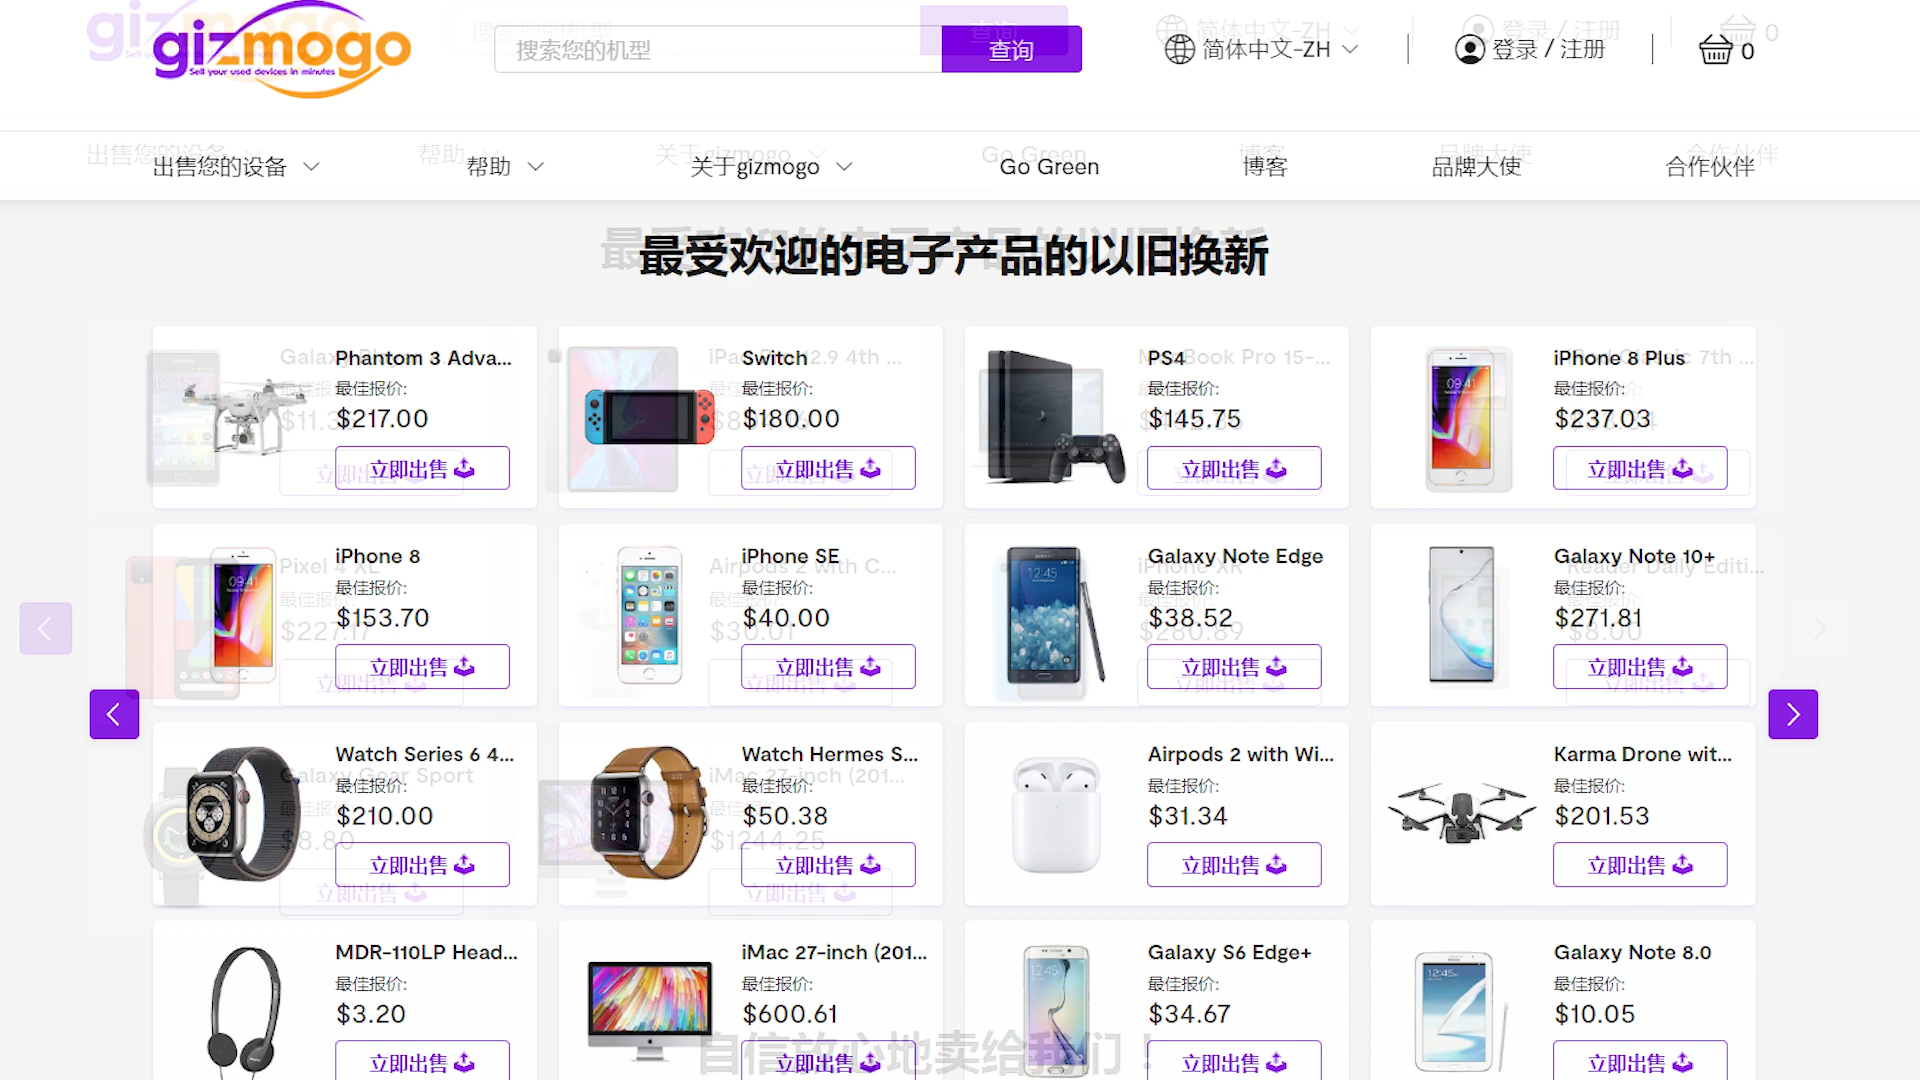 gizmogo
Sell your used devices in minutes
搜索您的机型
查询
简体中文-ZH
登录 / 注册
0
出售您的设备
帮助
关于gizmogo
Go Green
博客
品牌大使
合作伙伴
最受欢迎的电子产品的以旧换新
Phantom 3 Adva...
最佳报价:
$217.00
立即出售
Switch
最佳报价:
$180.00
立即出售
PS4
最佳报价:
$145.75
立即出售
iPhone 8 Plus
最佳报价:
$237.03
立即出售
iPhone 8
最佳报价:
$153.70
立即出售
iPhone SE
最佳报价:
$40.00
立即出售
Galaxy Note Edge
最佳报价:
$38.52
立即出售
Galaxy Note 10+
最佳报价:
$271.81
立即出售
Watch Series 6 4...
最佳报价:
$210.00
立即出售
Watch Hermes S...
最佳报价:
$50.38
立即出售
Airpods 2 with Wi...
最佳报价:
$31.34
立即出售
Karma Drone wit...
最佳报价:
$201.53
立即出售
MDR-110LP Head...
最佳报价:
$3.20
立即出售
iMac 27-inch (201...
最佳报价:
$600.61
立即出售
Galaxy S6 Edge+
最佳报价:
$34.67
立即出售
Galaxy Note 8.0
最佳报价:
$10.05
立即出售
自信放心地卖给我们！